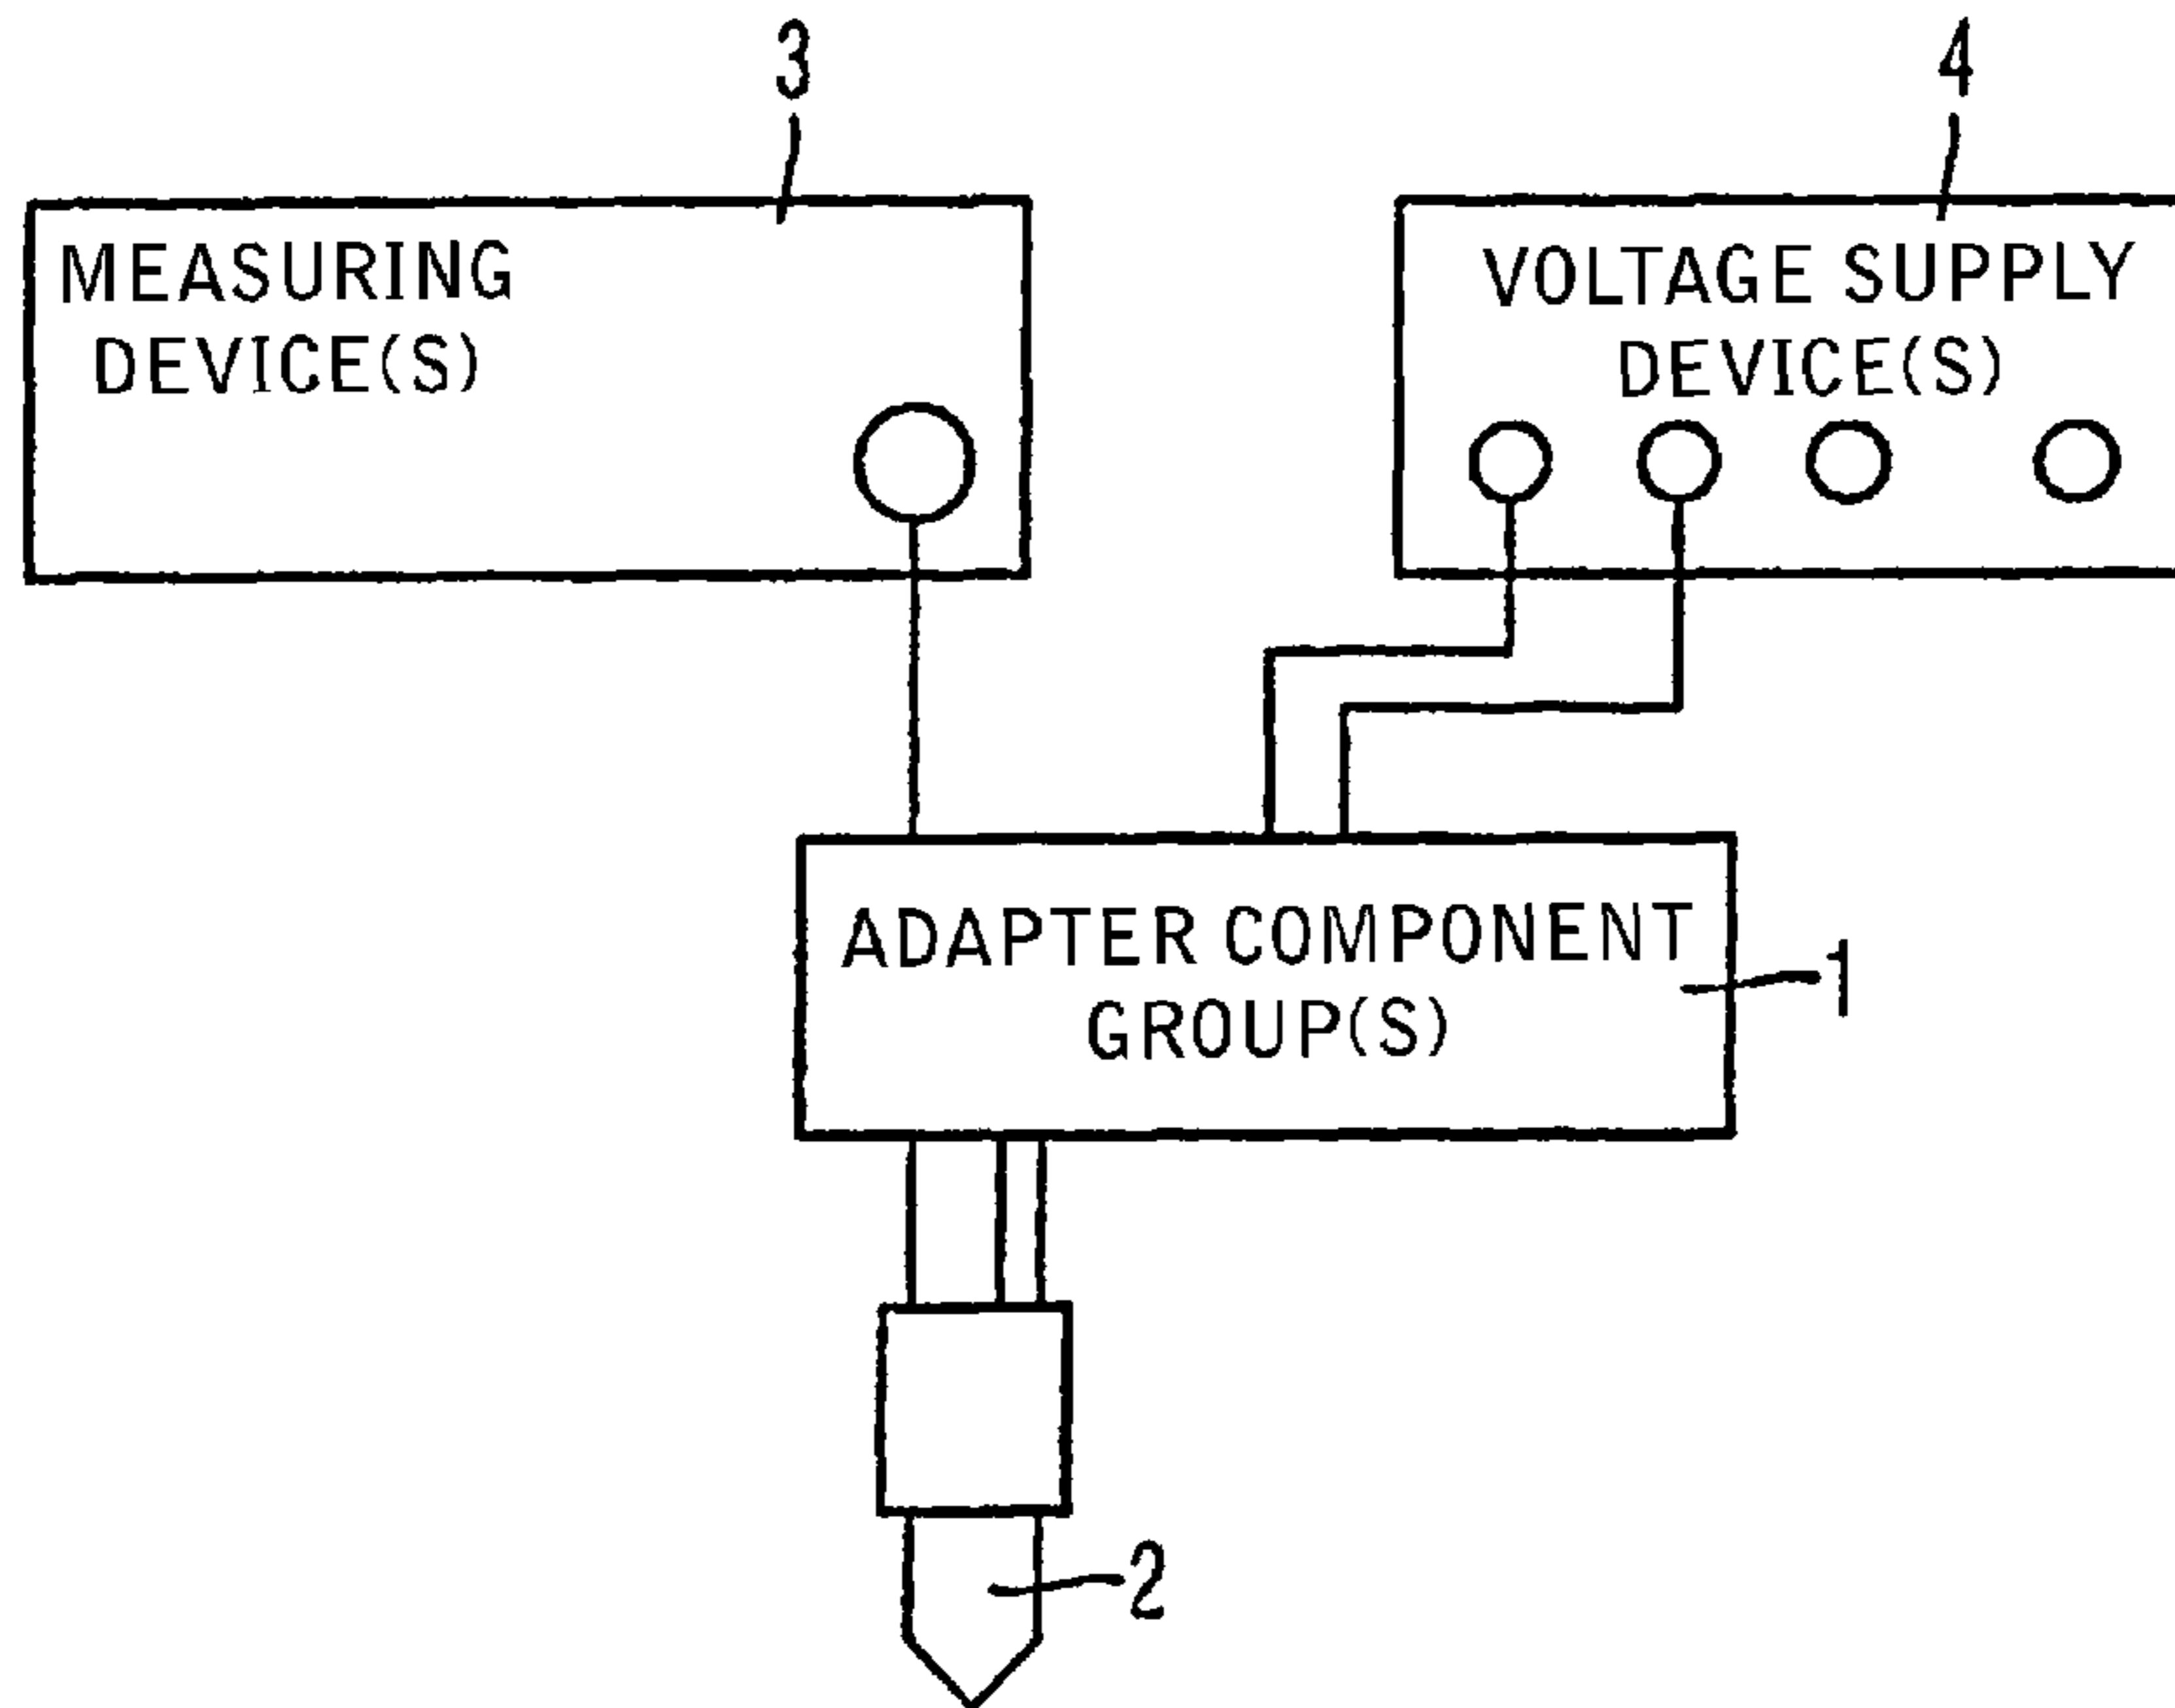 3
4
MEASURING
DEVICE(S)
VOLTAGE SUPPLY
DEVICE(S)
ADAPTER COMPONENT
GROUP(S)
1
2